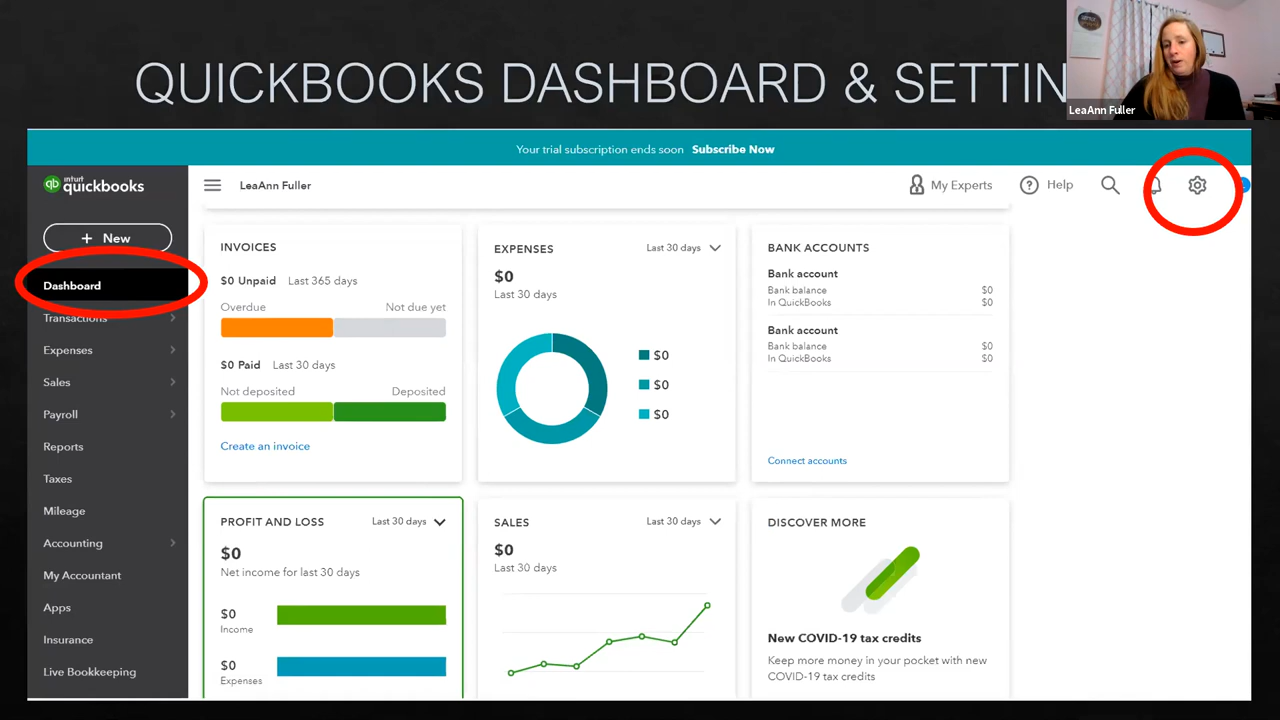 QUICKBOOKS DASHBOARD & SETTIN
LeaAnn Fuller
Your trial subscription ends soon Subscribe Now
intuit quickbooks
LeaAnn Fuller
My Experts
Help
+ New
Dashboard
Transactions
Expenses
Sales
Payroll
Reports
Taxes
Mileage
Accounting
My Accountant
Apps
Insurance
Live Bookkeeping
INVOICES
$0 Unpaid Last 365 days
Overdue Not due yet
$0 Paid Last 30 days
Not deposited Deposited
Create an invoice
EXPENSES Last 30 days
$0
Last 30 days
$0
$0
$0
BANK ACCOUNTS
Bank account
Bank balance $0
In QuickBooks $0
Bank account
Bank balance $0
In QuickBooks $0
Connect accounts
PROFIT AND LOSS Last 30 days
$0
Net income for last 30 days
$0
Income
$0
Expenses
SALES Last 30 days
$0
Last 30 days
DISCOVER MORE
New COVID-19 tax credits
Keep more money in your pocket with new
COVID-19 tax credits